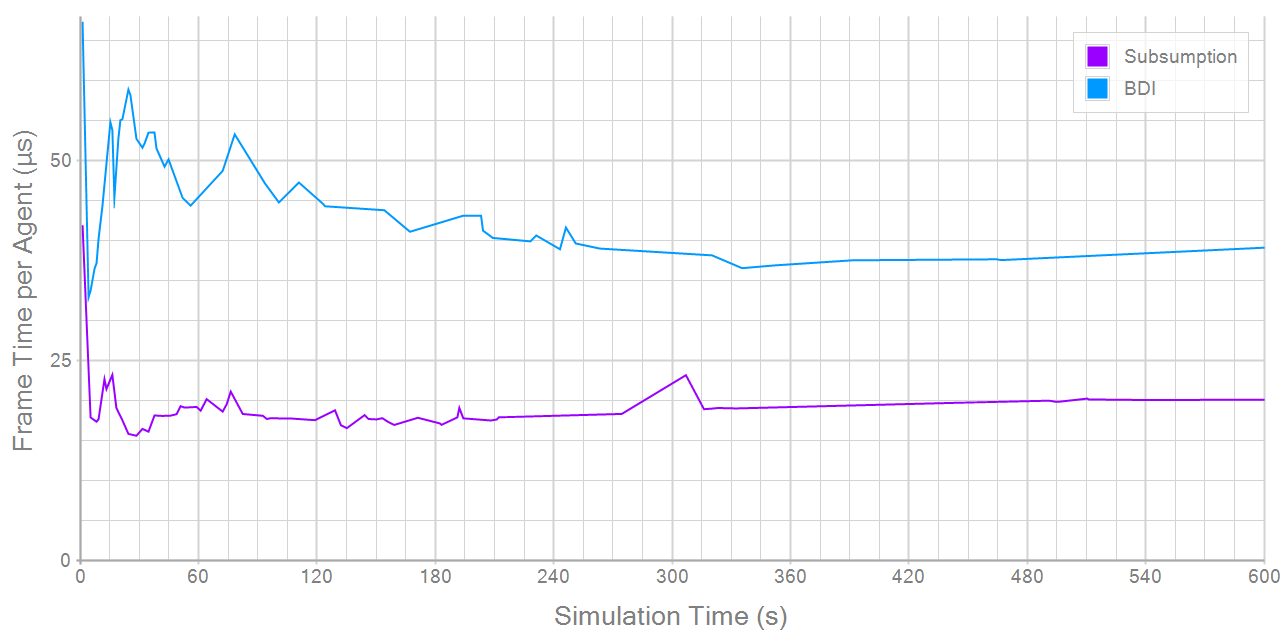 Subsumption
BDI
Frame Time per Agent (µs)
50
25
0
0 60 120 180 240 300 360 420 480 540 600
Simulation Time (s)